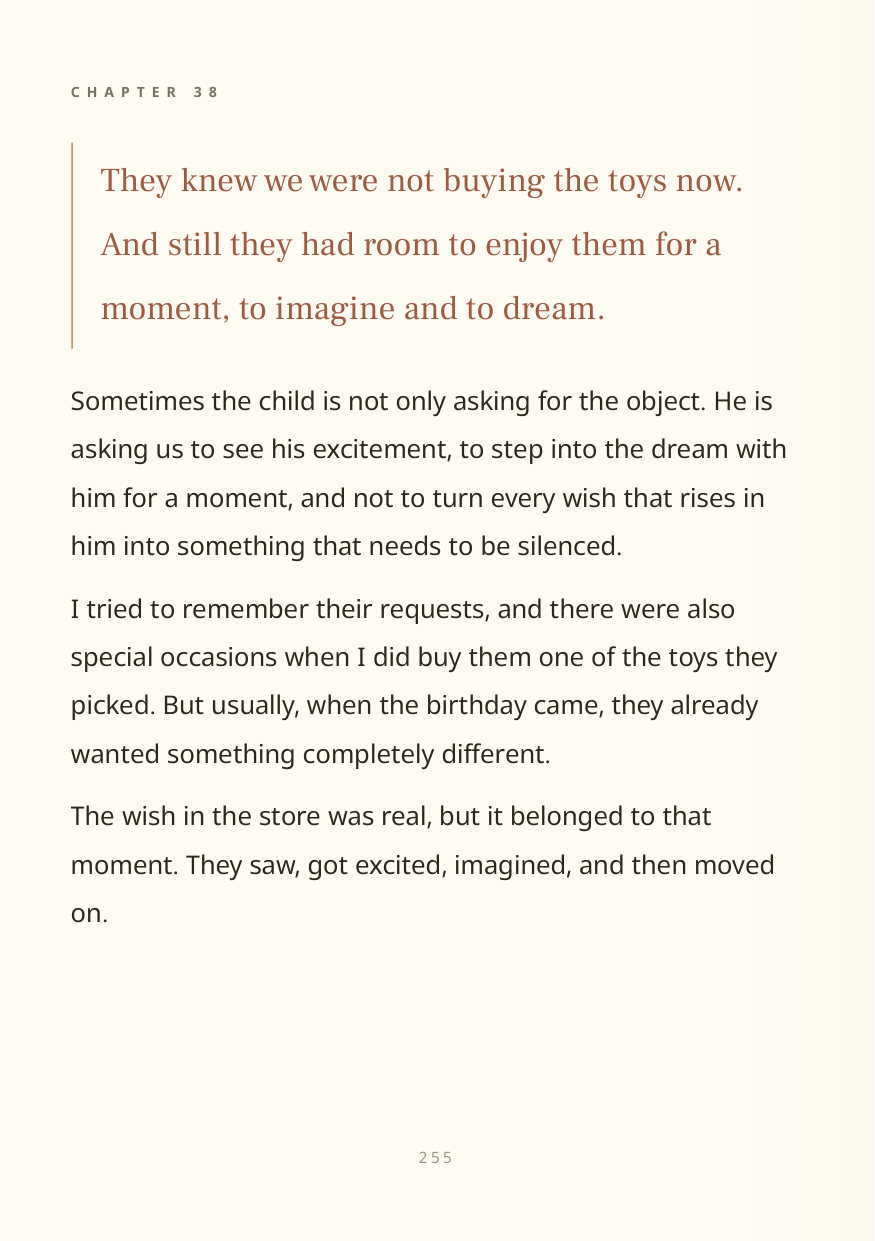 CHAPTER 38
They knew we were not buying the toys now.
And still they had room to enjoy them for a
moment, to imagine and to dream.
Sometimes the child is not only asking for the object. He is
asking us to see his excitement, to step into the dream with
him for a moment, and not to turn every wish that rises in
him into something that needs to be silenced.
I tried to remember their requests, and there were also
special occasions when I did buy them one of the toys they
picked. But usually, when the birthday came, they already
wanted something completely different.
The wish in the store was real, but it belonged to that
moment. They saw, got excited, imagined, and then moved
on.
255